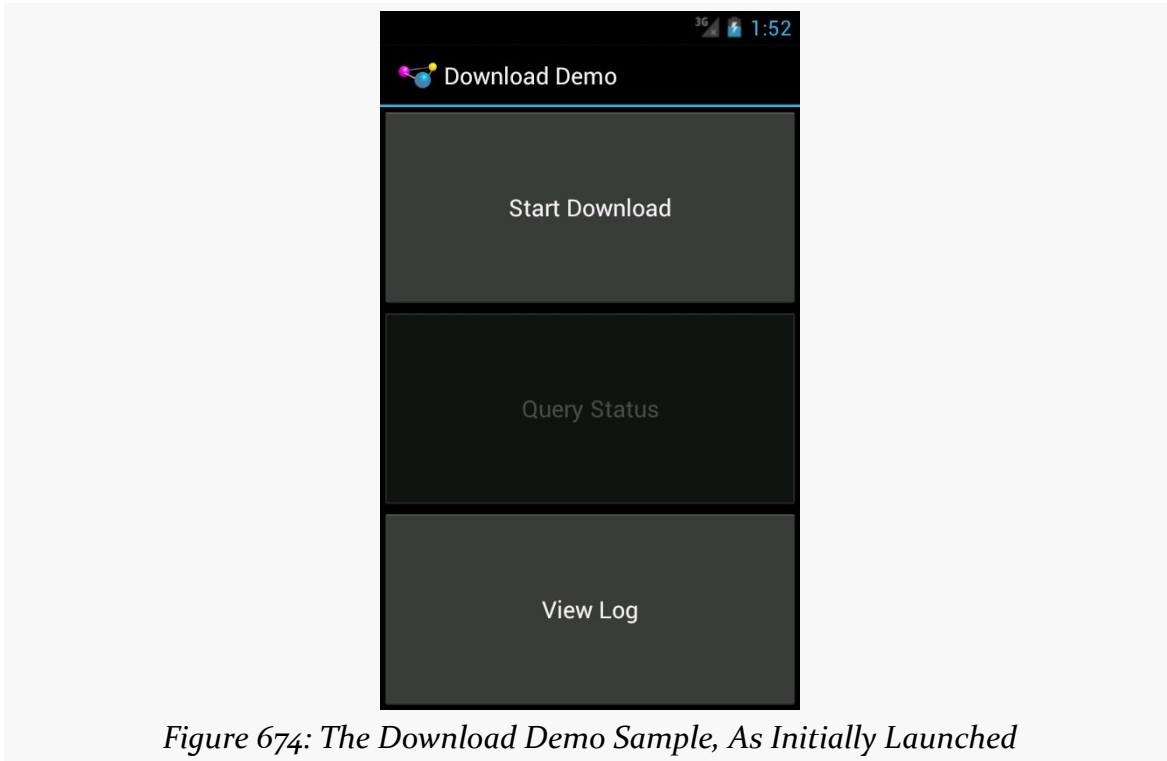 3G 1:52
Download Demo
Start Download
Query Status
View Log
Figure 674: The Download Demo Sample, As Initially Launched